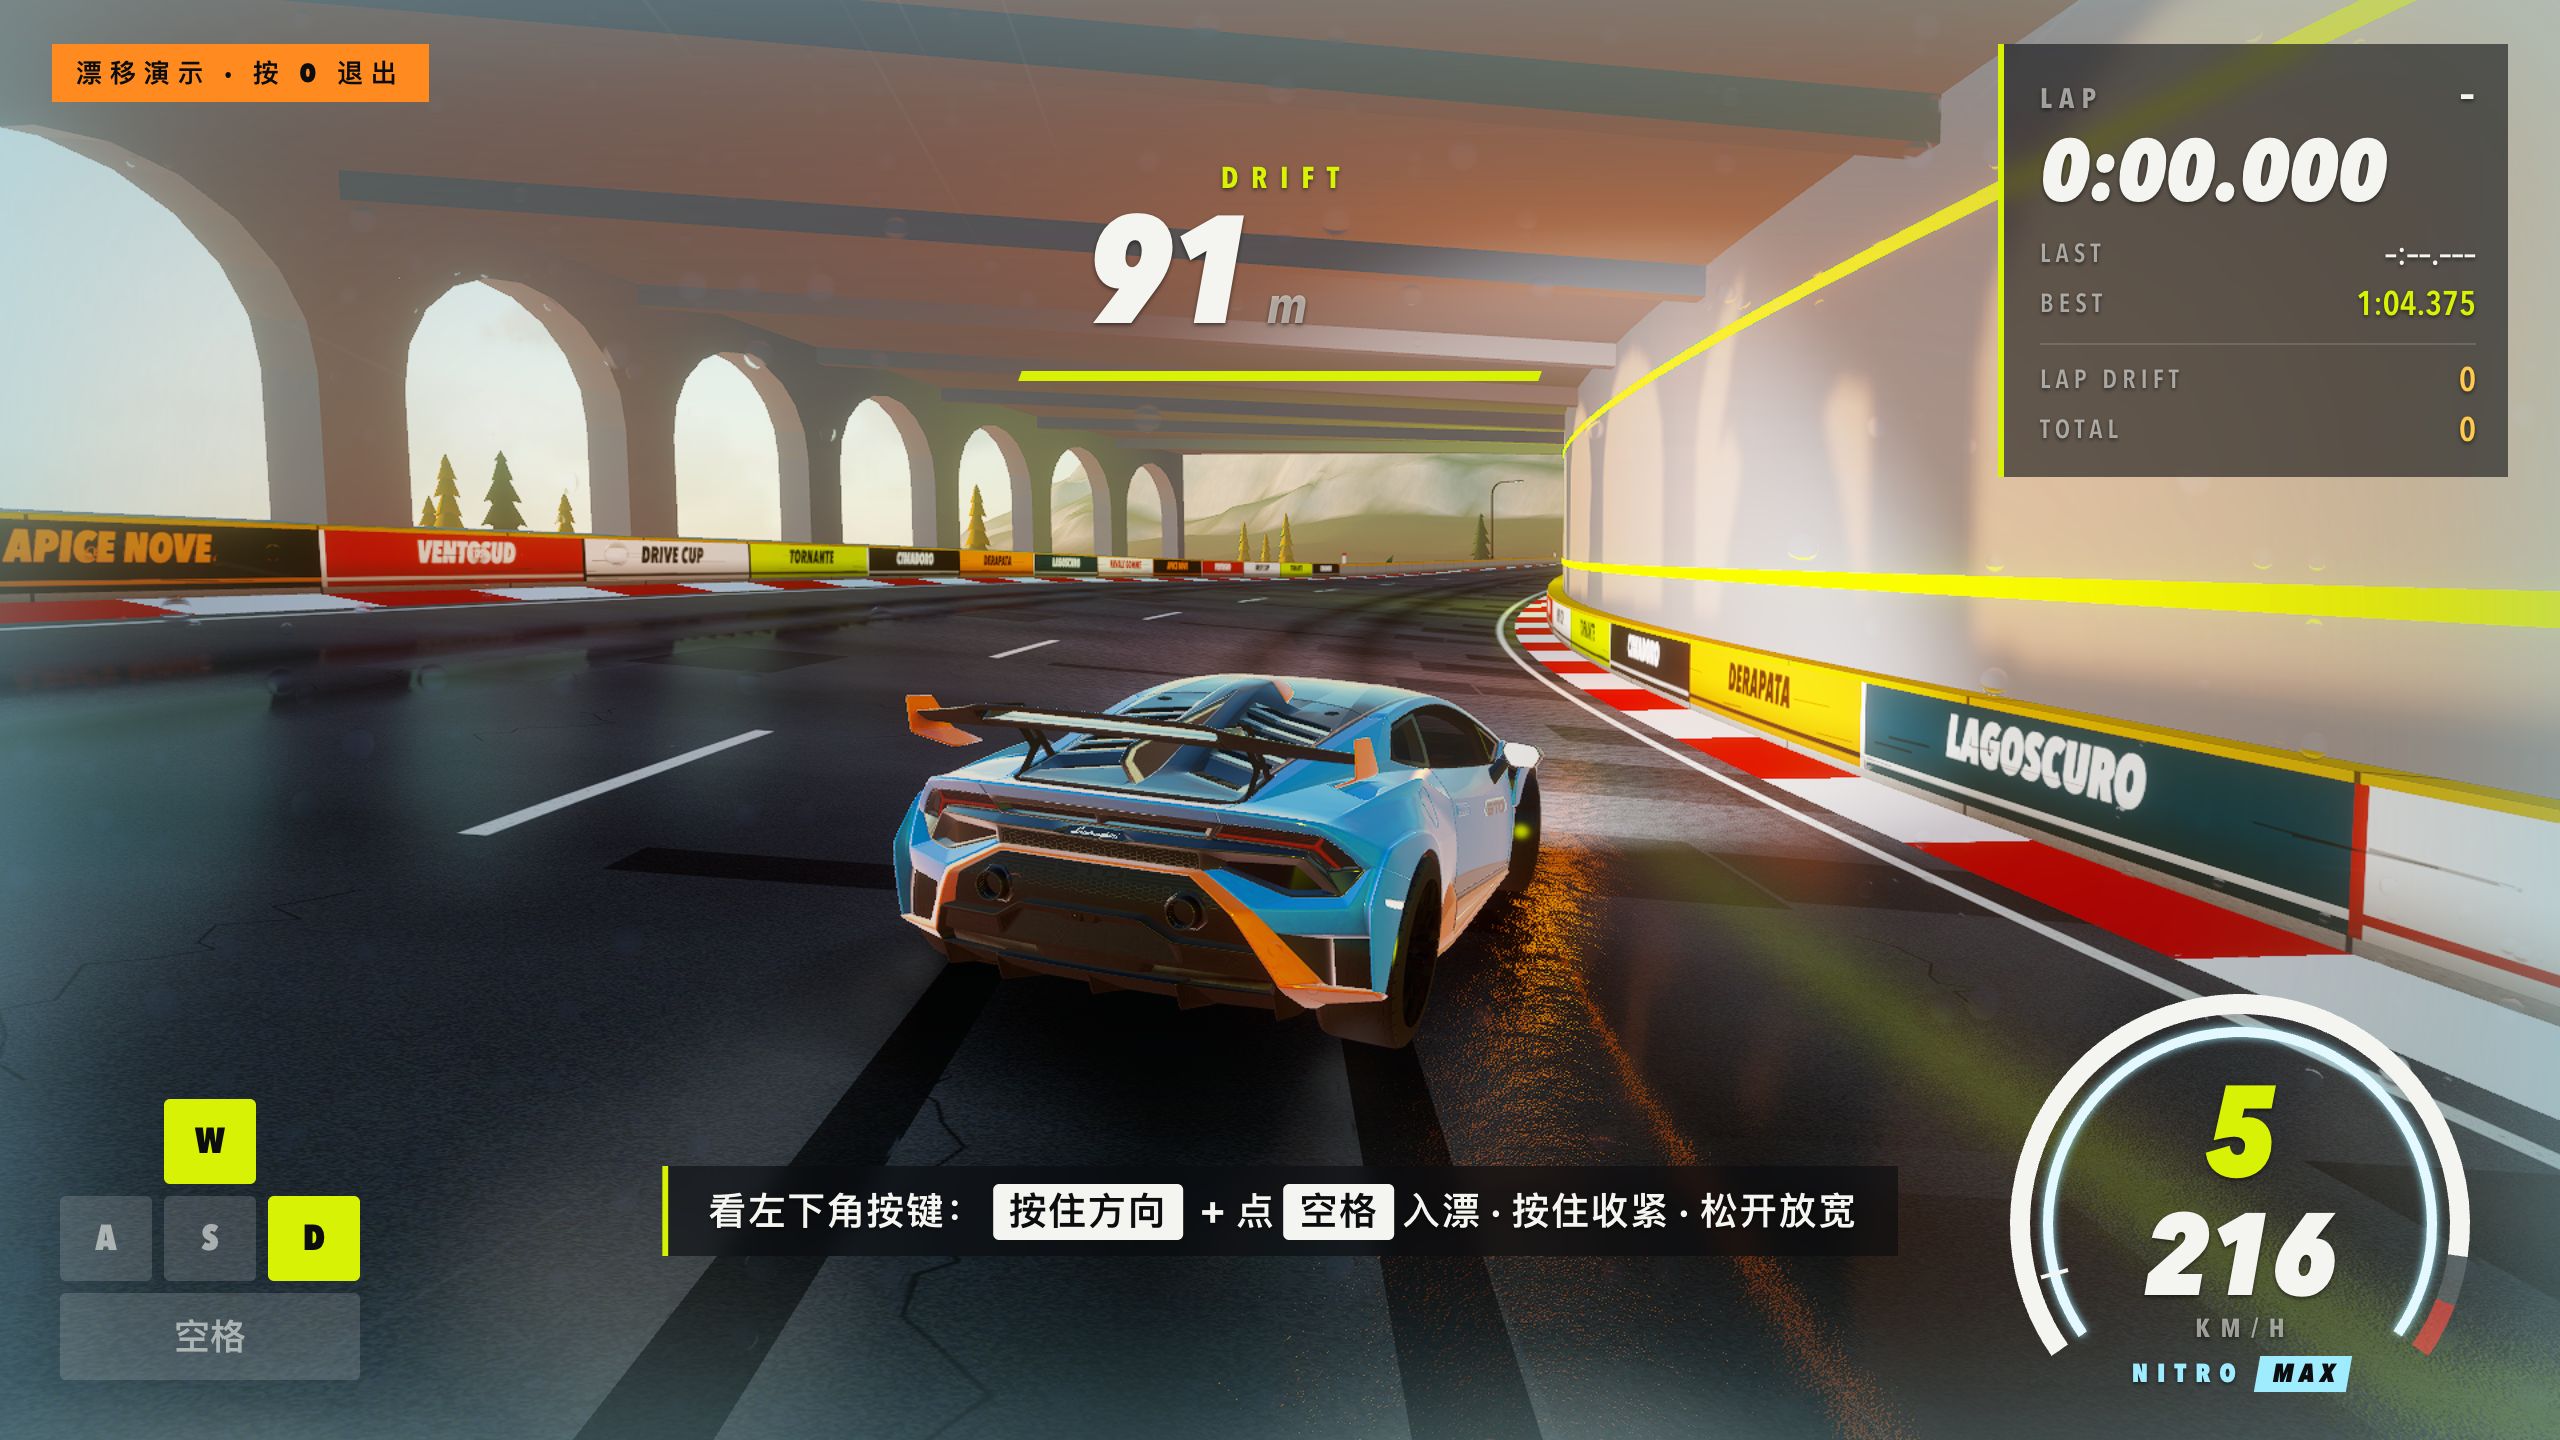 漂移演示 · 按 0 退出
DRIFT
91 m
LAP -
0:00.000
LAST -:--.---
BEST 1:04.375
LAP DRIFT 0
TOTAL 0
APICE NOVE
VENTOSUD
DRIVE CUP
TORNANTE
CIMADORO
DERAPATA
LAGOSCURO
CIMADORO
DERAPATA
LAGOSCURO
W
A S D
空格
看左下角按键： 按住方向 + 点 空格 入漂 · 按住收紧 · 松开放宽
5
216
KM/H
NITRO MAX